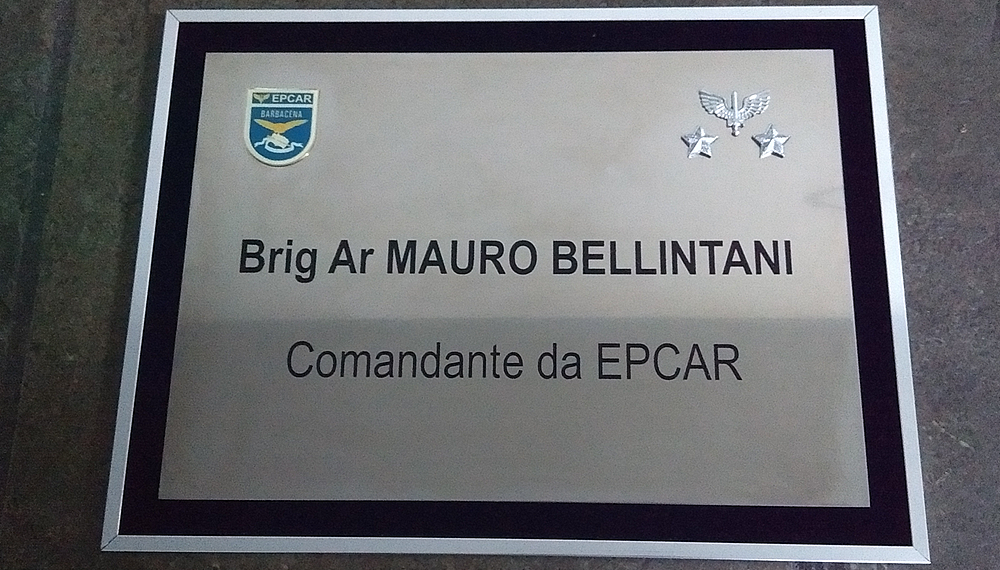 EPCAR
BARBACENA
Brig Ar MAURO BELLINTANI
Comandante da EPCAR